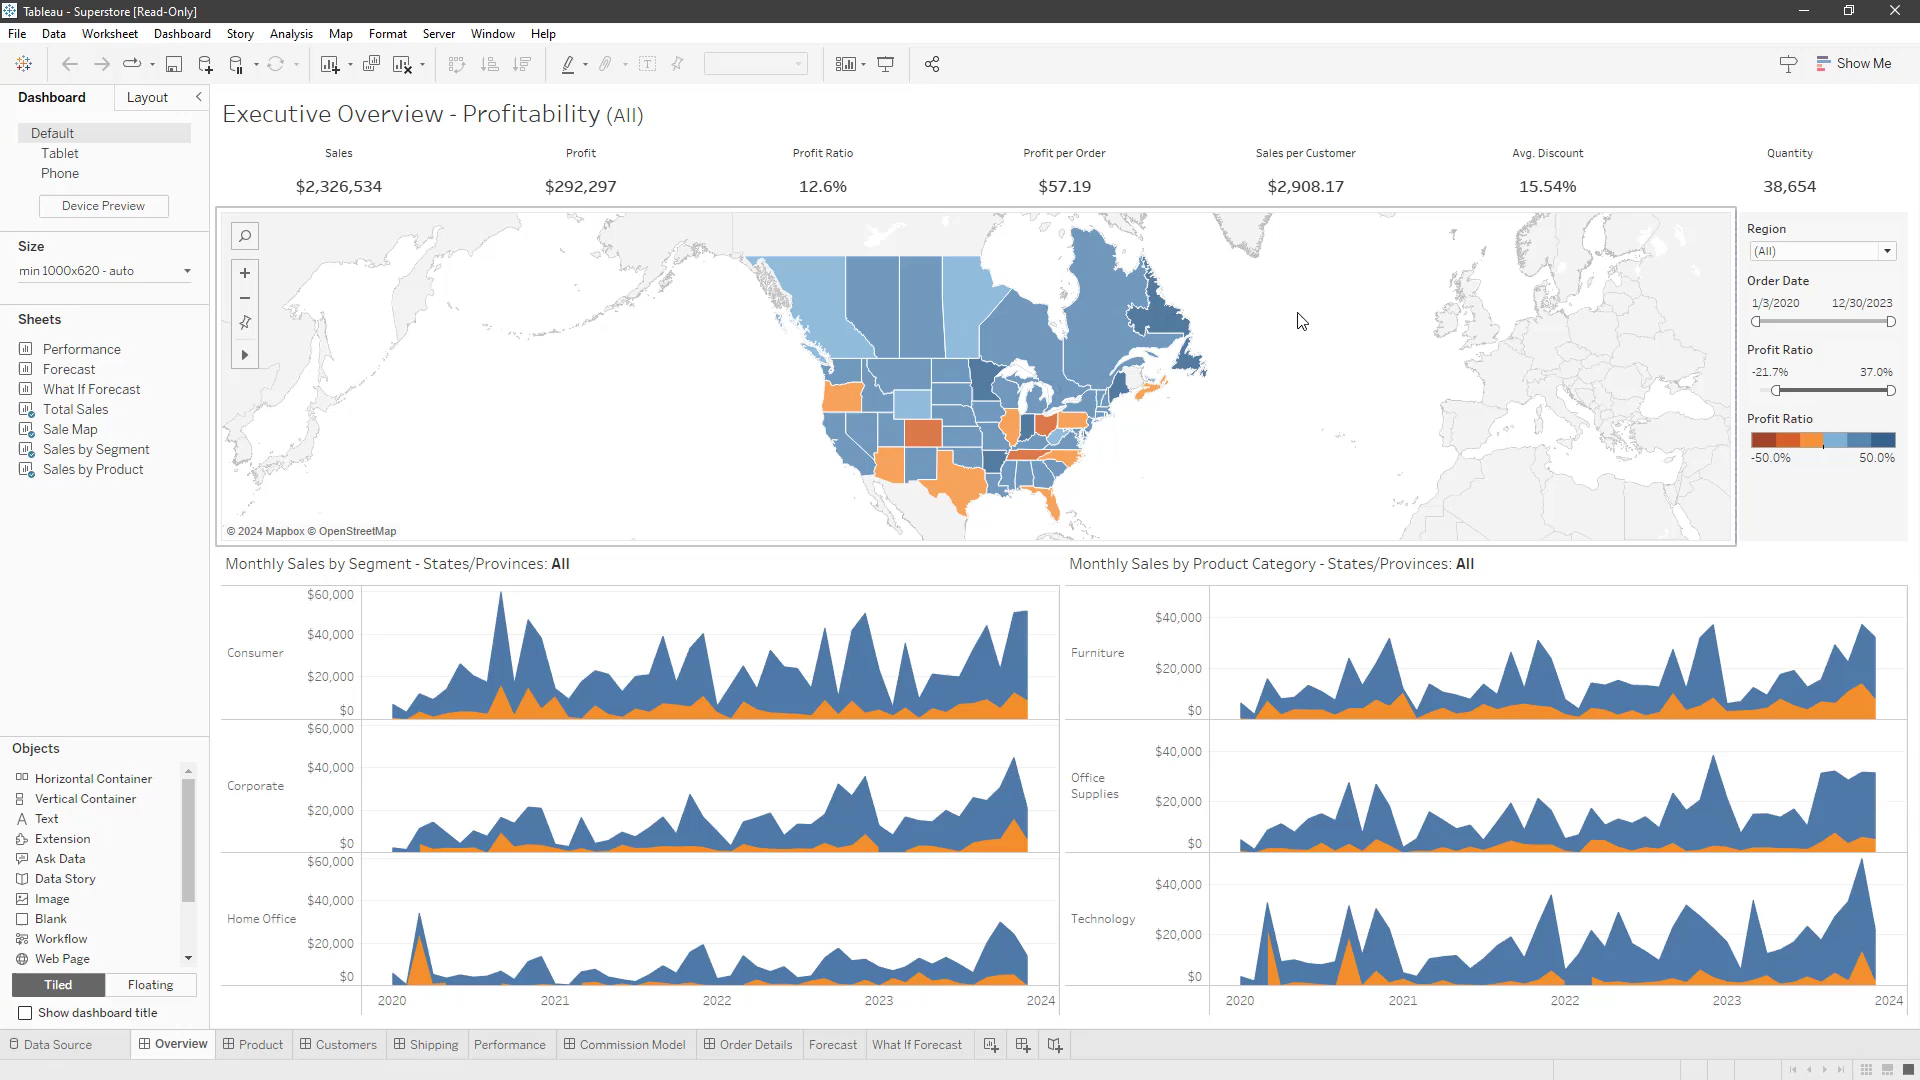 Tableau - Superstore [Read-Only]
File Data Worksheet Dashboard Story Analysis Map Format Server Window Help
Show Me
Dashboard Layout
Default
Tablet
Phone
Device Preview
Size
min 1000x620 - auto
Sheets
Performance
Forecast
What If Forecast
Total Sales
Sale Map
Sales by Segment
Sales by Product
Objects
Horizontal Container
Vertical Container
Text
Extension
Ask Data
Data Story
Image
Blank
Workflow
Web Page
Tiled Floating
Show dashboard title
Executive Overview - Profitability (All)
Sales Profit Profit Ratio Profit per Order Sales per Customer Avg. Discount Quantity
$2,326,534 $292,297 12.6% $57.19 $2,908.17 15.54% 38,654
© 2024 Mapbox © OpenStreetMap
Region
(All)
Order Date
1/3/2020 12/30/2023
Profit Ratio
-21.7% 37.0%
Profit Ratio
-50.0% 50.0%
Monthly Sales by Segment - States/Provinces: All
Consumer
$60,000
$40,000
$20,000
$0
Corporate
$60,000
$40,000
$20,000
$0
Home Office
$60,000
$40,000
$20,000
$0
2020 2021 2022 2023 2024
Monthly Sales by Product Category - States/Provinces: All
Furniture
$40,000
$20,000
$0
Office
Supplies
$40,000
$20,000
$0
Technology
$40,000
$20,000
$0
2020 2021 2022 2023 2024
Data Source Overview Product Customers Shipping Performance Commission Model Order Details Forecast What If Forecast